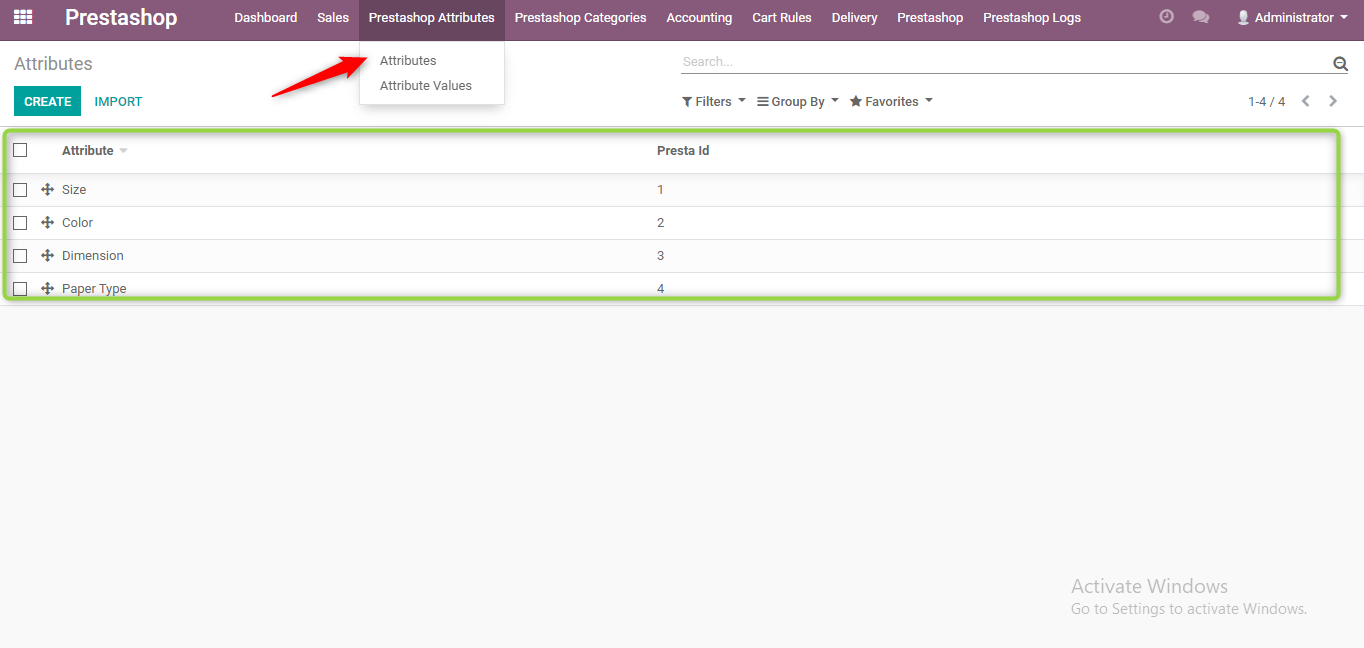 Prestashop Dashboard Sales Prestashop Attributes Prestashop Categories Accounting Cart Rules Delivery Prestashop Prestashop Logs Administrator
Attributes
Attribute Values
Attributes
Search...
CREATE IMPORT
Filters Group By Favorites 1-4 / 4
Attribute Presta Id
Size 1
Color 2
Dimension 3
Paper Type 4
Activate Windows
Go to Settings to activate Windows.